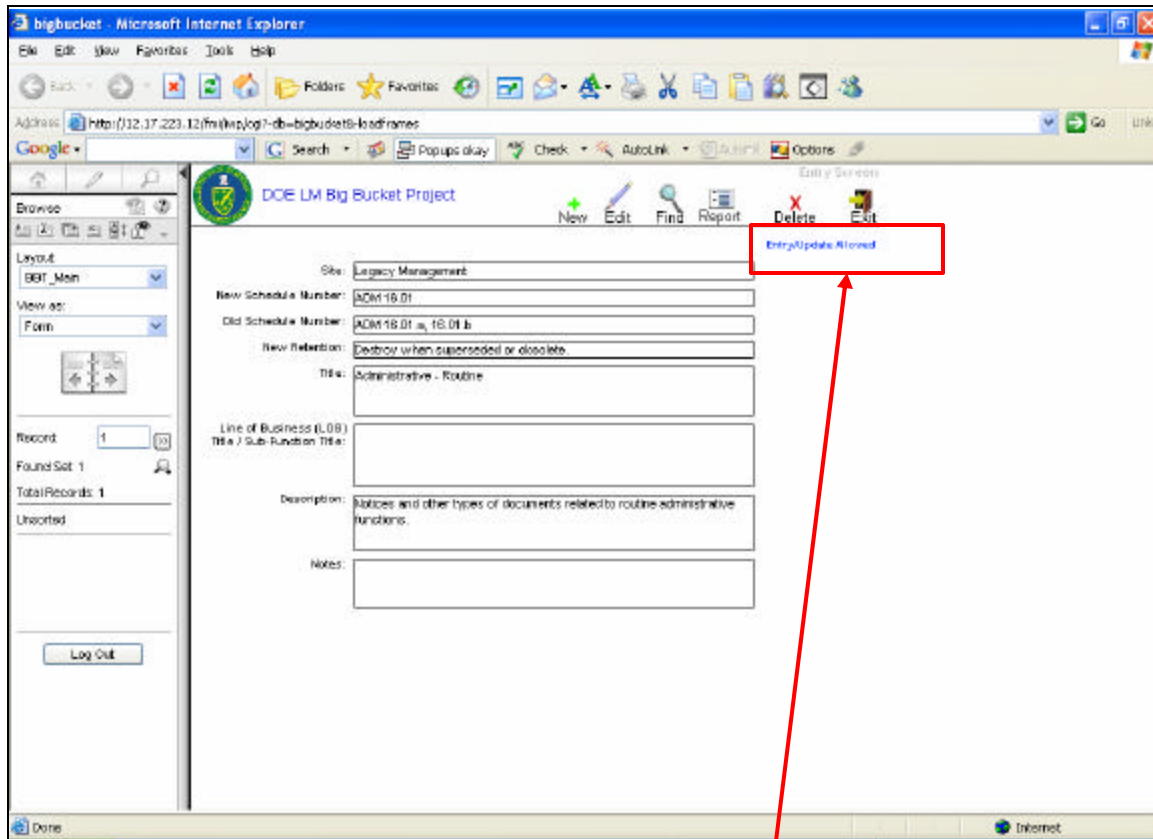 bigbucket - Microsoft Internet Explorer
File Edit View Favorites Tools Help
Back Folders Favorites
Address http://12.17.223.12/fmi/iwp/cgi?-db=bigbucket&-loadframes Go Links
Google Search Popups okay Check AutoLink AutoFill Options
Entry Screen
DOE LM Big Bucket Project
New Edit Find Report Delete Exit
Entry/Update Allowed
Browse
Layout
BBT_Main
View as:
Form
Record: 1
Found Set: 1
Total Records: 1
Unsorted
Log Out
Site: Legacy Management
New Schedule Number: ADM 16.01
Old Schedule Number: ADM 16.01 a, 16.01 b
New Retention: Destroy when superseded or obsolete.
Title: Administrative - Routine
Line of Business (LOB)
Title / Sub-Function Title:
Description: Notices and other types of documents related to routine administrative
functions.
Notes:
Done Internet